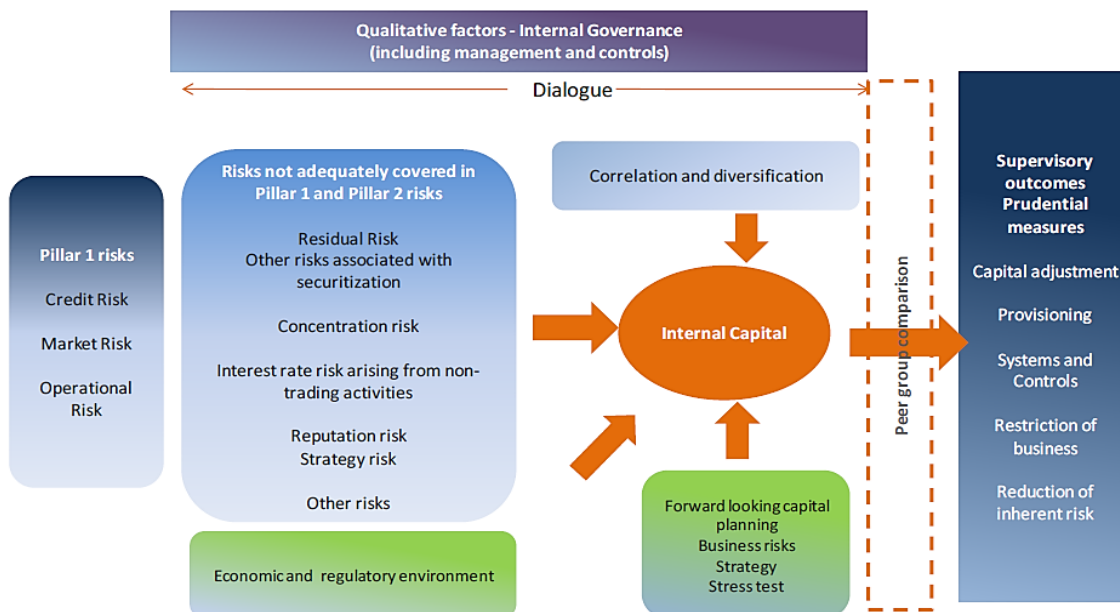 Qualitative factors - Internal Governance
(including management and controls)
Dialogue
Pillar 1 risks
Credit Risk
Market Risk
Operational
Risk
Risks not adequately covered in
Pillar 1 and Pillar 2 risks
Residual Risk
Other risks associated with
securitization
Concentration risk
Interest rate risk arising from non-
trading activities
Reputation risk
Strategy risk
Other risks
Economic and regulatory environment
Correlation and diversification
Internal Capital
Forward looking capital
planning
Business risks
Strategy
Stress test
Peer group comparison
Supervisory
outcomes
Prudential
measures
Capital adjustment
Provisioning
Systems and
Controls
Restriction of
business
Reduction of
inherent risk